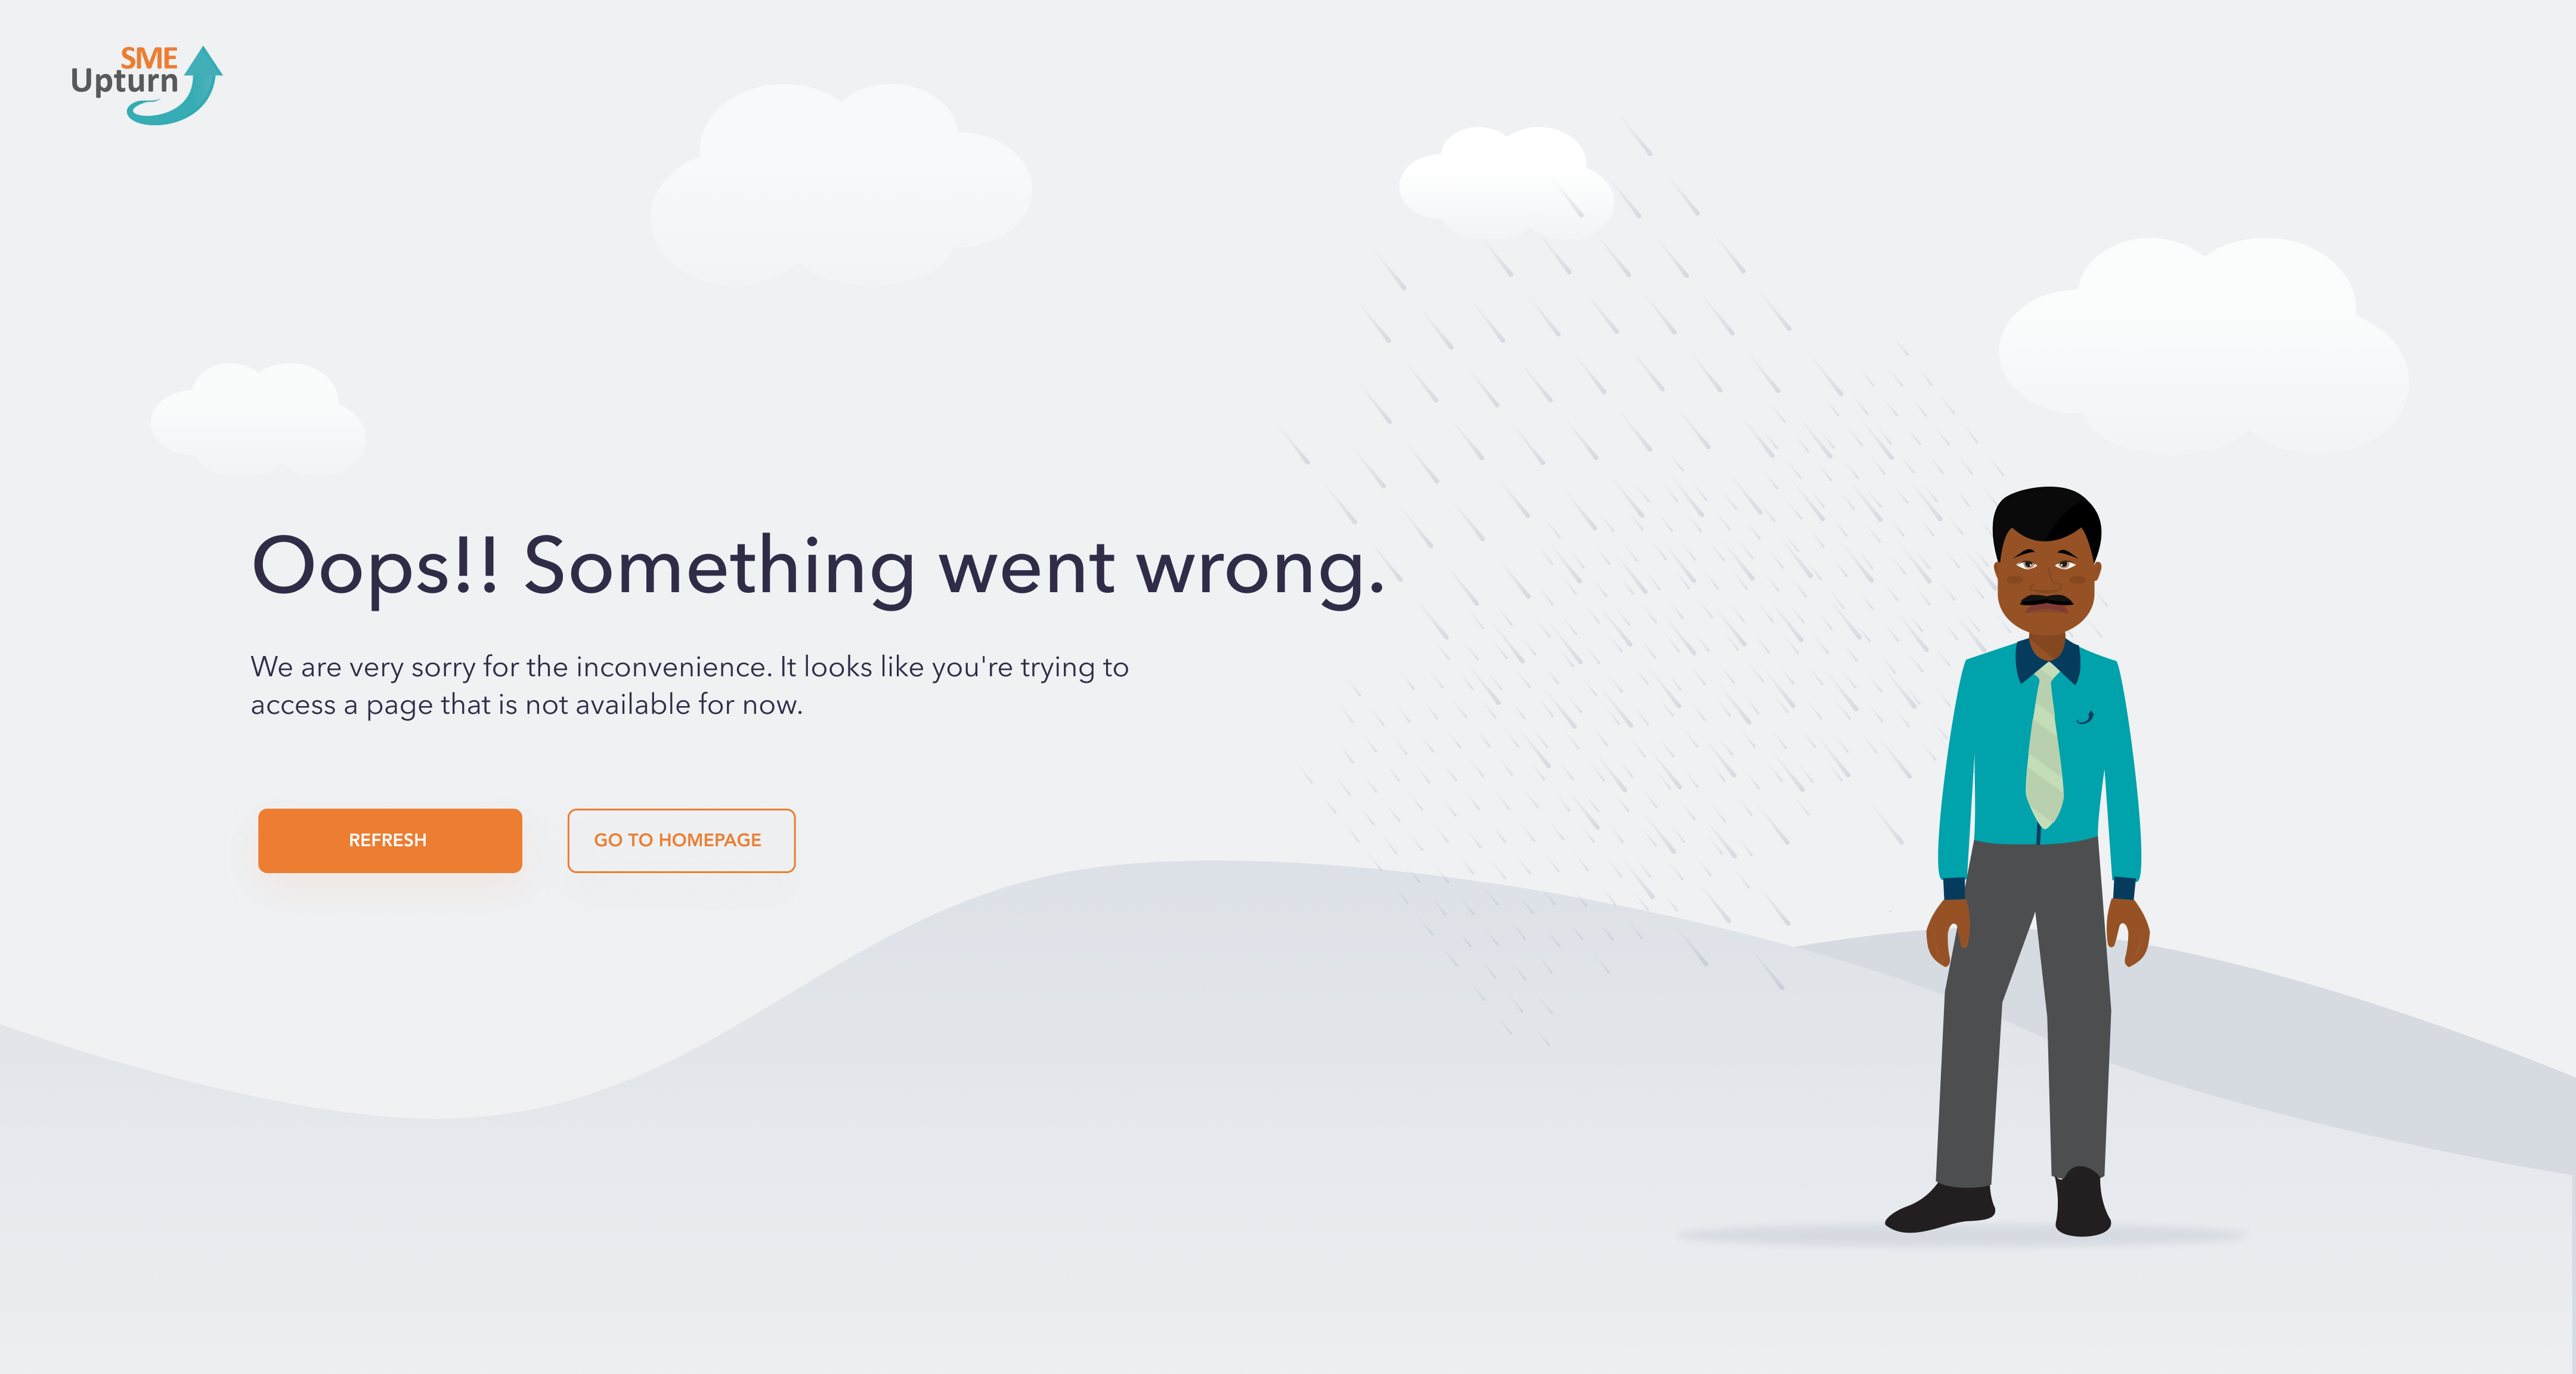 SME
Upturn
Oops!! Something went wrong.
We are very sorry for the inconvenience. It looks like you're trying to
access a page that is not available for now.
REFRESH
GO TO HOMEPAGE